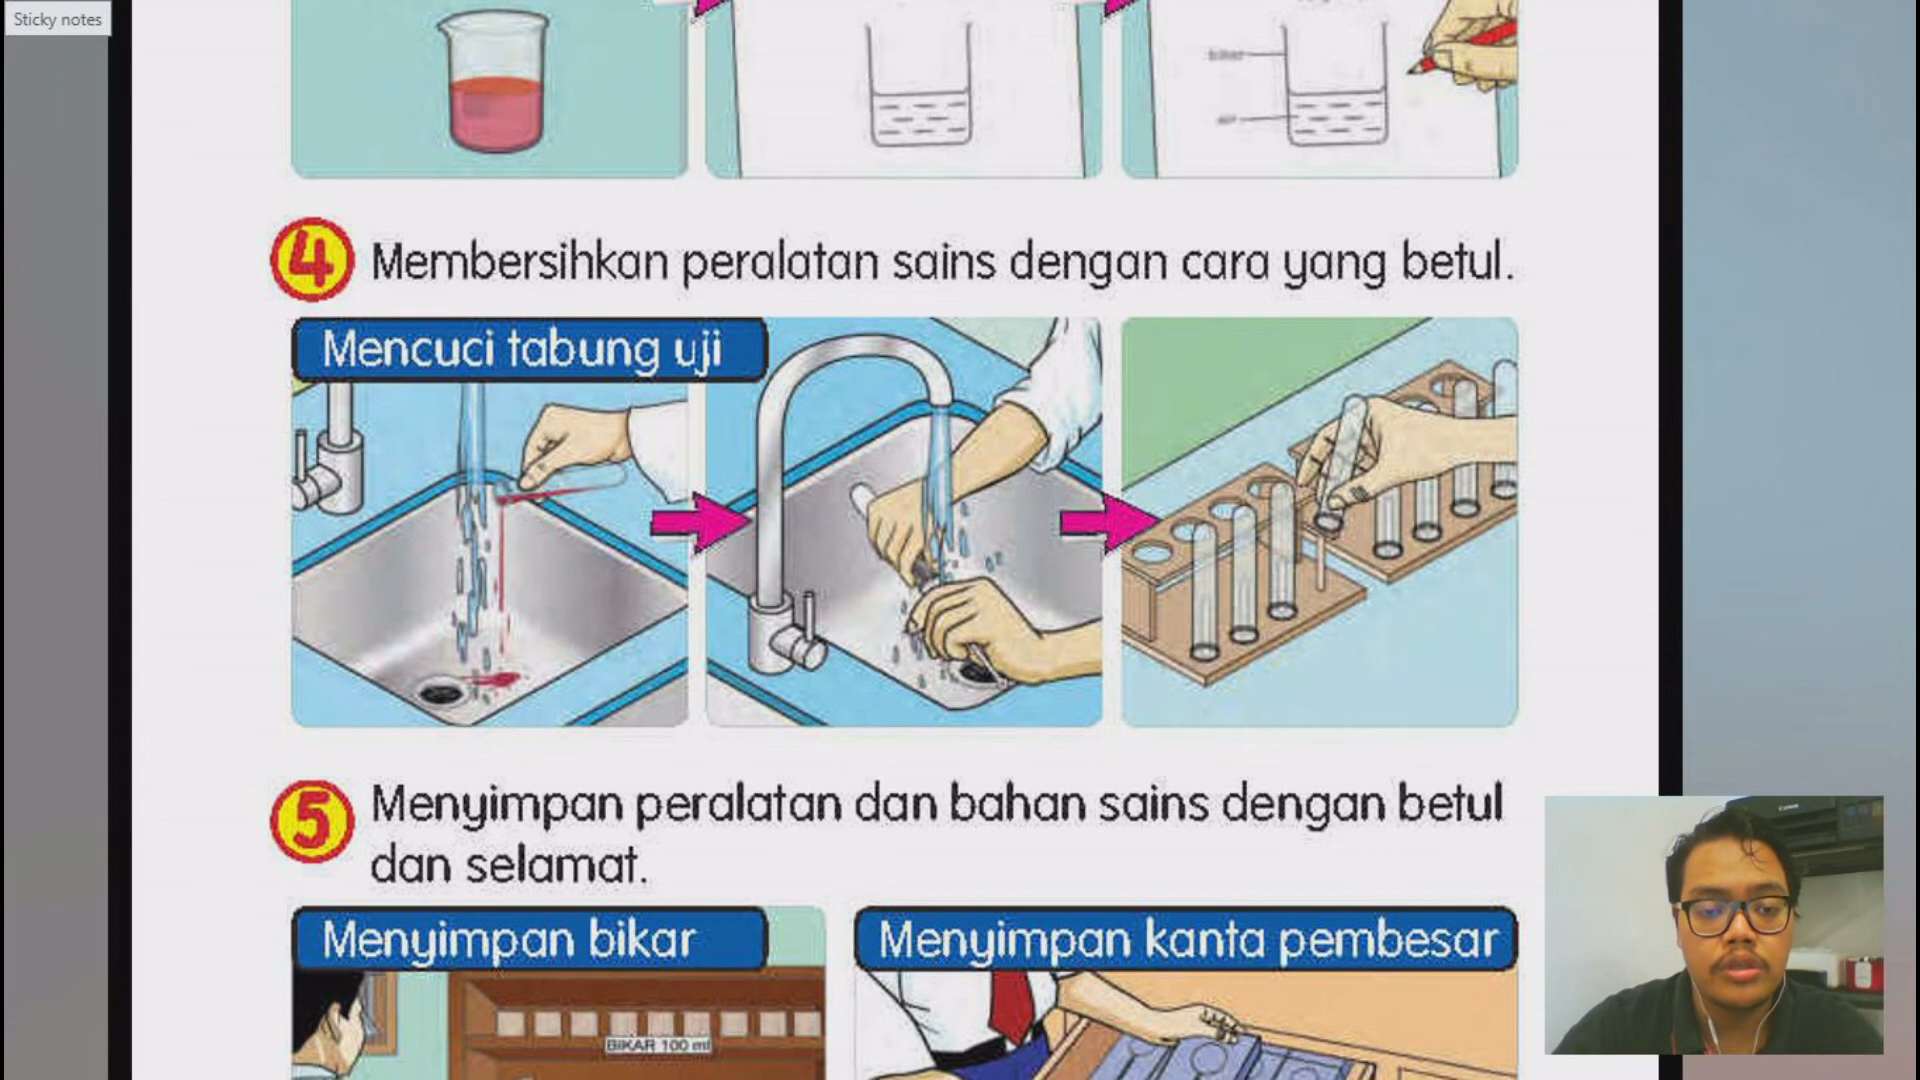 Sticky notes
bikar
air
4 Membersihkan peralatan sains dengan cara yang betul.
Mencuci tabung uji
5 Menyimpan peralatan dan bahan sains dengan betul
dan selamat.
Menyimpan bikar
Menyimpan kanta pembesar
BIKAR 100 ml